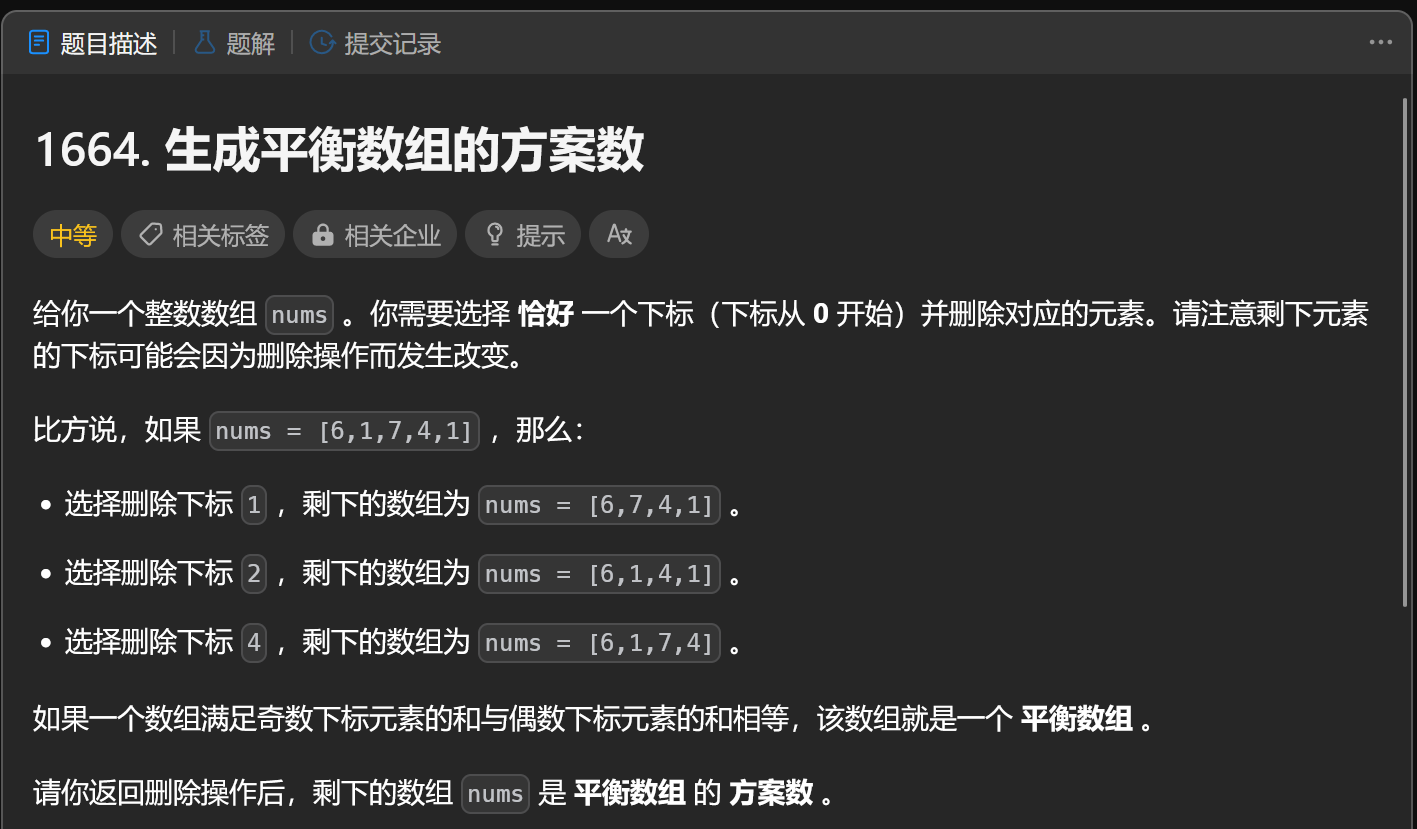 题目描述 题解 提交记录
1664. 生成平衡数组的方案数
中等 相关标签 相关企业 提示
给你一个整数数组 nums 。你需要选择 恰好 一个下标（下标从 0 开始）并删除对应的元素。请注意剩下元素
的下标可能会因为删除操作而发生改变。
比方说，如果 nums = [6,1,7,4,1] ，那么：
• 选择删除下标 1 ，剩下的数组为 nums = [6,7,4,1] 。
• 选择删除下标 2 ，剩下的数组为 nums = [6,1,4,1] 。
• 选择删除下标 4 ，剩下的数组为 nums = [6,1,7,4] 。
如果一个数组满足奇数下标元素的和与偶数下标元素的和相等，该数组就是一个 平衡数组 。
请你返回删除操作后，剩下的数组 nums 是 平衡数组 的 方案数 。